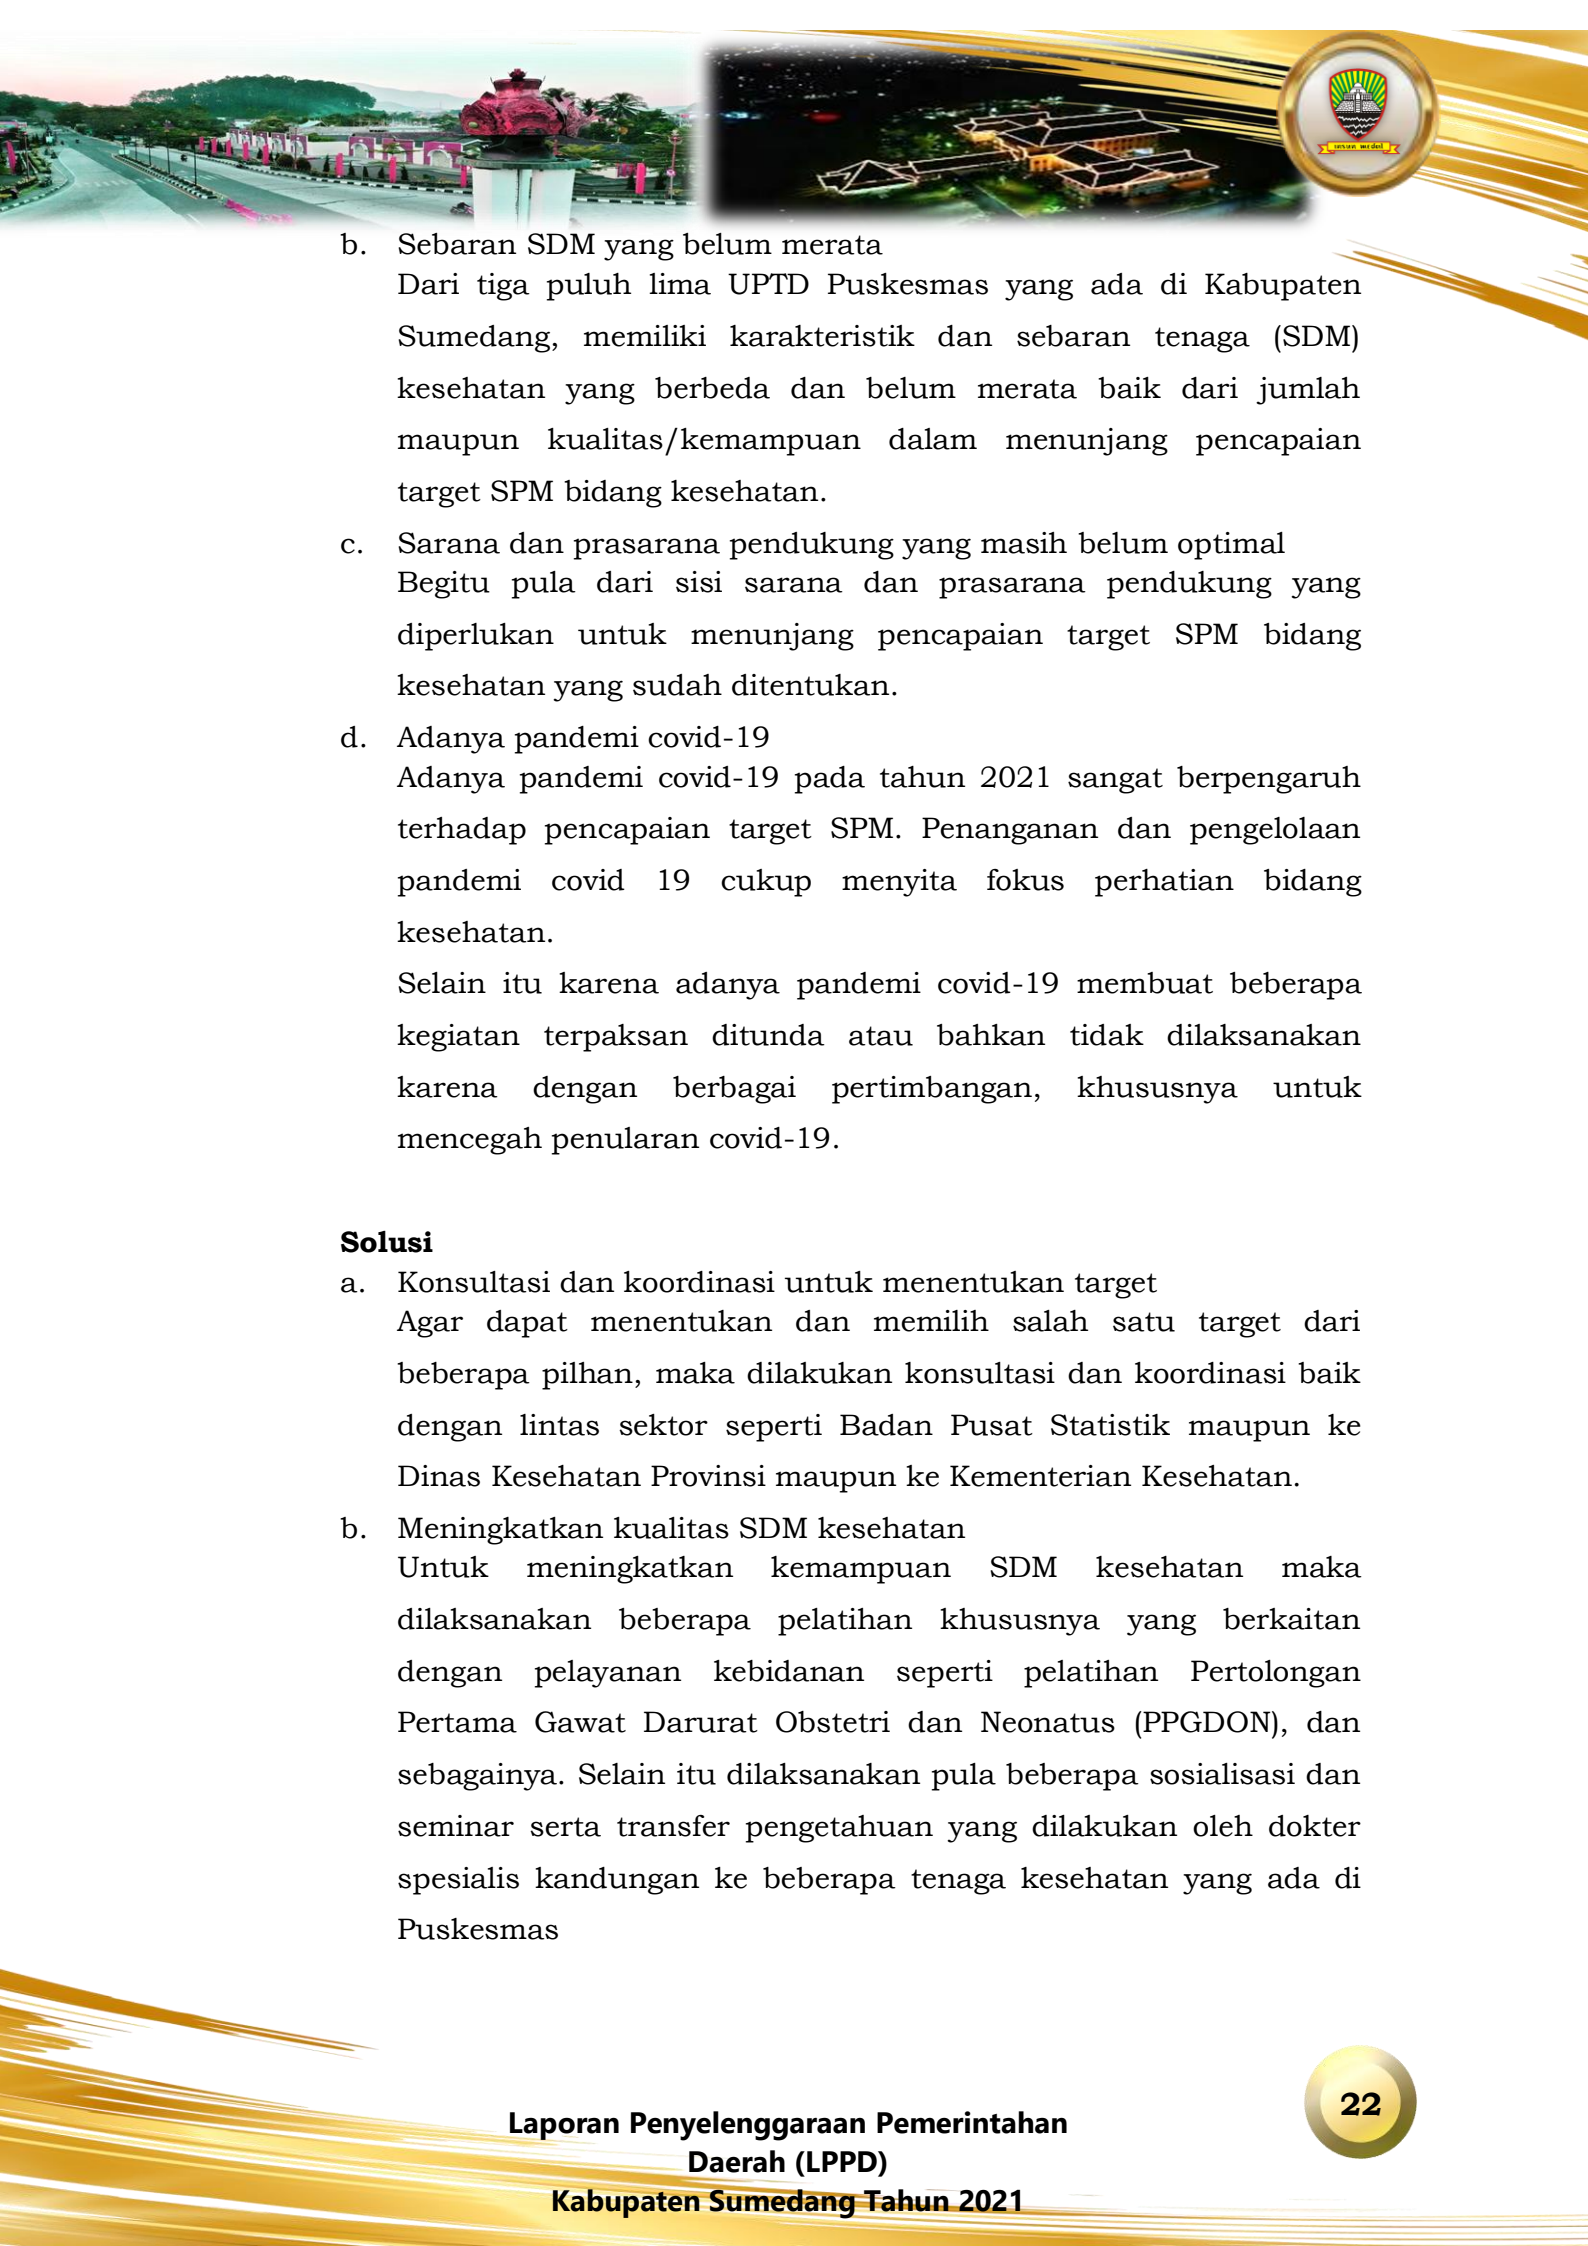 insun medal
b. Sebaran SDM yang belum merata
Dari tiga puluh lima UPTD Puskesmas yang ada di Kabupaten
Sumedang, memiliki karakteristik dan sebaran tenaga (SDM)
kesehatan yang berbeda dan belum merata baik dari jumlah
maupun kualitas/kemampuan dalam menunjang pencapaian
target SPM bidang kesehatan.
c. Sarana dan prasarana pendukung yang masih belum optimal
Begitu pula dari sisi sarana dan prasarana pendukung yang
diperlukan untuk menunjang pencapaian target SPM bidang
kesehatan yang sudah ditentukan.
d. Adanya pandemi covid-19
Adanya pandemi covid-19 pada tahun 2021 sangat berpengaruh
terhadap pencapaian target SPM. Penanganan dan pengelolaan
pandemi covid 19 cukup menyita fokus perhatian bidang
kesehatan.
Selain itu karena adanya pandemi covid-19 membuat beberapa
kegiatan terpaksan ditunda atau bahkan tidak dilaksanakan
karena dengan berbagai pertimbangan, khususnya untuk
mencegah penularan covid-19.
Solusi
a. Konsultasi dan koordinasi untuk menentukan target
Agar dapat menentukan dan memilih salah satu target dari
beberapa pilhan, maka dilakukan konsultasi dan koordinasi baik
dengan lintas sektor seperti Badan Pusat Statistik maupun ke
Dinas Kesehatan Provinsi maupun ke Kementerian Kesehatan.
b. Meningkatkan kualitas SDM kesehatan
Untuk meningkatkan kemampuan SDM kesehatan maka
dilaksanakan beberapa pelatihan khususnya yang berkaitan
dengan pelayanan kebidanan seperti pelatihan Pertolongan
Pertama Gawat Darurat Obstetri dan Neonatus (PPGDON), dan
sebagainya. Selain itu dilaksanakan pula beberapa sosialisasi dan
seminar serta transfer pengetahuan yang dilakukan oleh dokter
spesialis kandungan ke beberapa tenaga kesehatan yang ada di
Puskesmas
22
Laporan Penyelenggaraan Pemerintahan
Daerah (LPPD)
Kabupaten Sumedang Tahun 2021